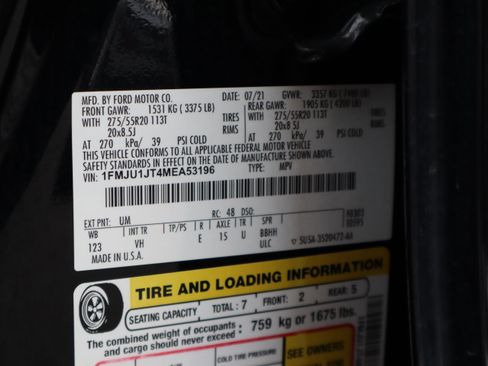 MFD. BY FORD MOTOR CO.
DATE: 07/21 GVWR: 3357 KG (7400 LB)
FRONT GAWR: 1531 KG (3375 LB) REAR GAWR: 1905 KG (4200 LB)
WITH 275/55R20 113T TIRES WITH 275/55R20 113T TIRES
20x8.5J RIMS 20x8.5J RIMS
AT 270 kPa/ 39 PSI COLD AT 270 kPa/ 39 PSI COLD
THIS VEHICLE CONFORMS TO ALL APPLICABLE FEDERAL MOTOR VEHICLE
SAFETY STANDARDS IN EFFECT ON THE DATE OF MANUFACTURE SHOWN ABOVE.
VIN: 1FMJU1JT4MEA53196
TYPE: MPV
EXT PNT: UM RC: 48 DSO:
WB INT TR TP/PS R AXLE TR SPR
123 VH E 15 U BBHH
ULC
MADE IN U.S.A.
TIRE AND LOADING INFORMATION
SEATING CAPACITY TOTAL: 7 FRONT: 2 REAR: 5
The combined weight of occupants and cargo should never exceed: 759 kg or 1675 lbs.
COLD TIRE PRESSURE
SEE OWNERS